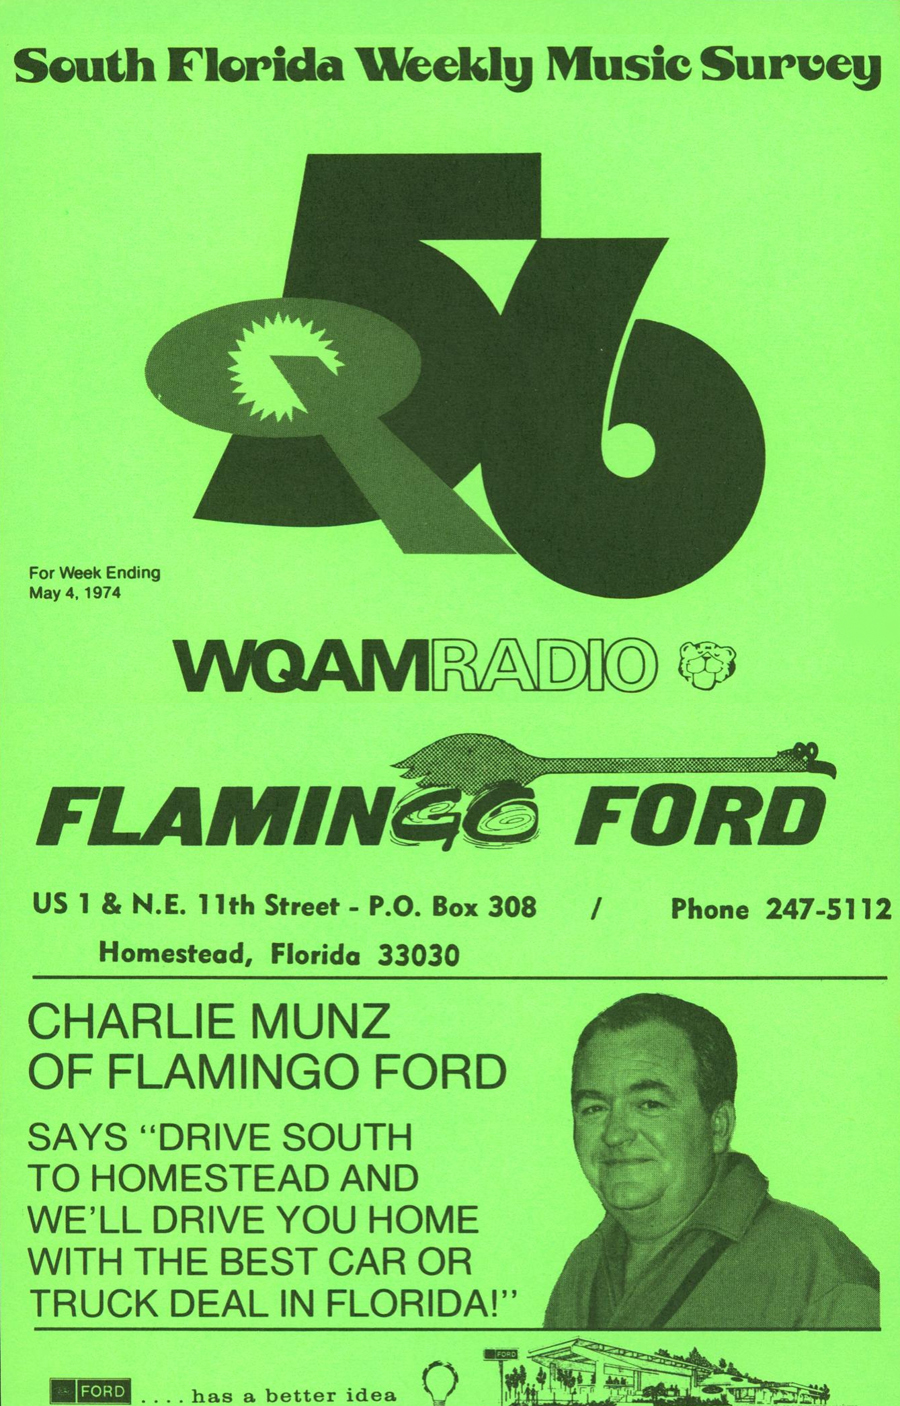 South Florida Weekly Music Survey
56
For Week Ending
May 4, 1974
WQAMRADIO
FLAMINGO FORD
US 1 & N.E. 11th Street - P.O. Box 308 / Phone 247-5112
Homestead, Florida 33030
CHARLIE MUNZ
OF FLAMINGO FORD
SAYS “DRIVE SOUTH
TO HOMESTEAD AND
WE’LL DRIVE YOU HOME
WITH THE BEST CAR OR
TRUCK DEAL IN FLORIDA!”
FORD
FORD ....has a better idea